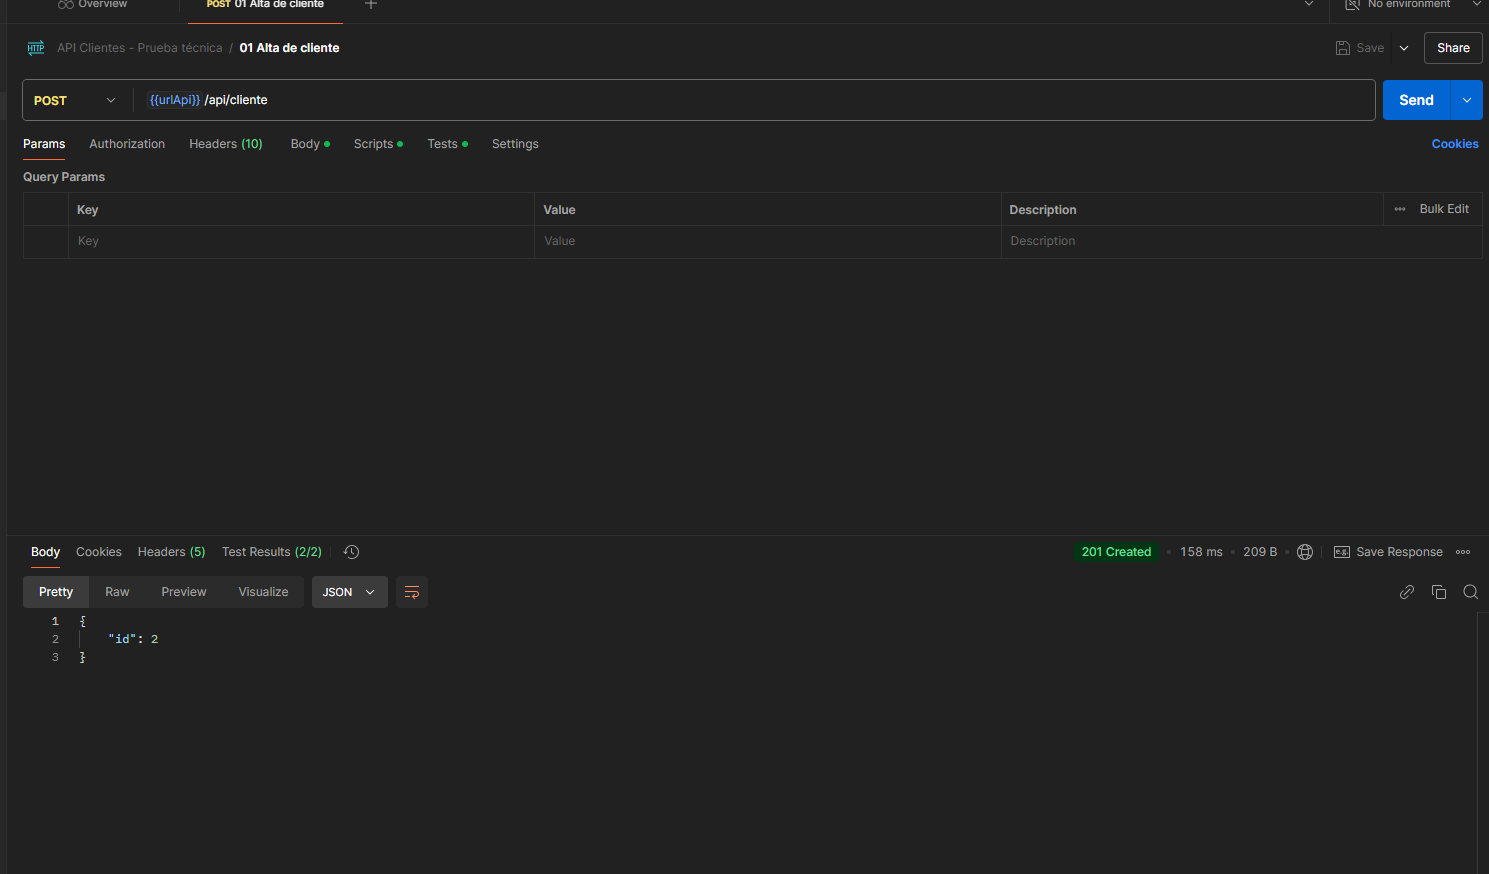 Overview POST 01 Alta de cliente No environment
HTTP API Clientes - Prueba técnica / 01 Alta de cliente Save Share
POST {{urlApi}} /api/cliente Send
Params Authorization Headers (10) Body Scripts Tests Settings Cookies
Query Params
Key Value Description Bulk Edit
Key Value Description
Body Cookies Headers (5) Test Results (2/2) 201 Created 158 ms 209 B e.g. Save Response
Pretty Raw Preview Visualize JSON
1 {
2 "id": 2
3 }